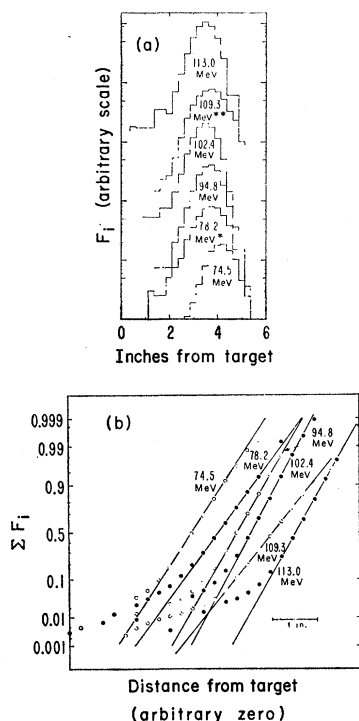 (a)
113.0
MeV
109.3
MeV **
102.4
MeV
94.8
MeV
78.2
MeV *
74.5
MeV
F_i (arbitrary scale)
0 2 4 6
Inches from target
(b)
0.999
0.99
0.9
0.5
0.1
0.01
0.001
Σ F_i
74.5
MeV
78.2
MeV
94.8
MeV
102.4
MeV
109.3
MeV
113.0
MeV
1 in.
Distance from target
(arbitrary zero)